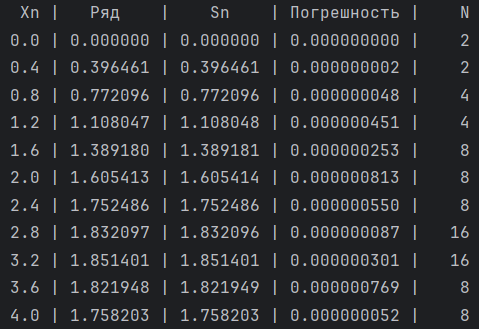 Xn |   Ряд    |    Sn    | Погрешность |    N
0.0 | 0.000000 | 0.000000 | 0.000000000 |    2
0.4 | 0.396461 | 0.396461 | 0.000000002 |    2
0.8 | 0.772096 | 0.772096 | 0.000000048 |    4
1.2 | 1.108047 | 1.108048 | 0.000000451 |    4
1.6 | 1.389180 | 1.389181 | 0.000000253 |    8
2.0 | 1.605413 | 1.605414 | 0.000000813 |    8
2.4 | 1.752486 | 1.752486 | 0.000000550 |    8
2.8 | 1.832097 | 1.832096 | 0.000000087 |   16
3.2 | 1.851401 | 1.851401 | 0.000000301 |   16
3.6 | 1.821948 | 1.821949 | 0.000000769 |    8
4.0 | 1.758203 | 1.758203 | 0.000000052 |    8